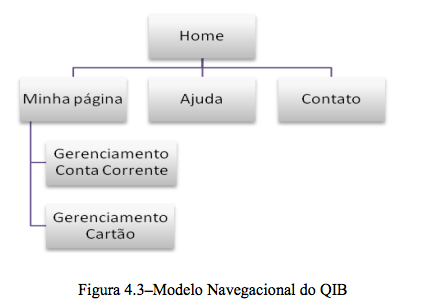 Home
Minha página
Ajuda
Contato
Gerenciamento
Conta Corrente
Gerenciamento
Cartão
Figura 4.3–Modelo Navegacional do QIB